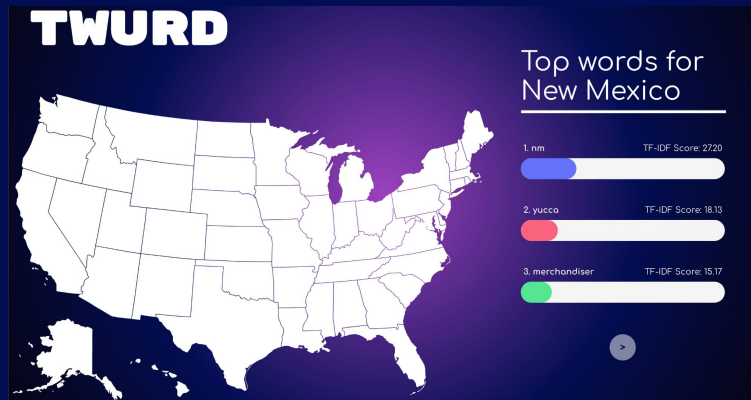 TWURD
Top words for
New Mexico
1. nm TF-IDF Score: 27.20
2. yucca TF-IDF Score: 18.13
3. merchandiser TF-IDF Score: 15.17
>